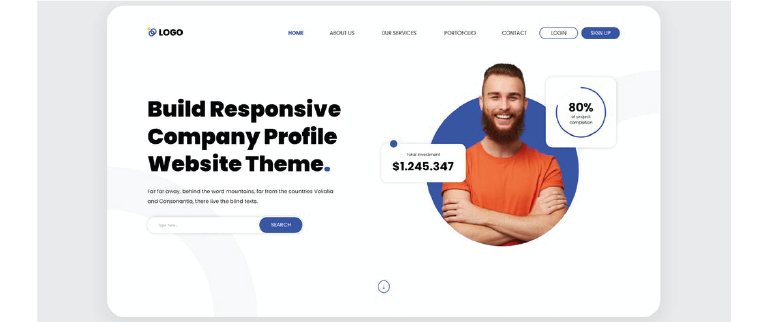 LOGO
HOME ABOUT US OUR SERVICES PORTOFOLIO CONTACT LOGIN SIGN UP
Build Responsive
Company Profile
Website Theme.
Far far away, behind the word mountains, far from the countries Vokalia
and Consonantia, there live the blind texts.
SEARCH
Total Investment
$1.245.347
80%
of project
completion